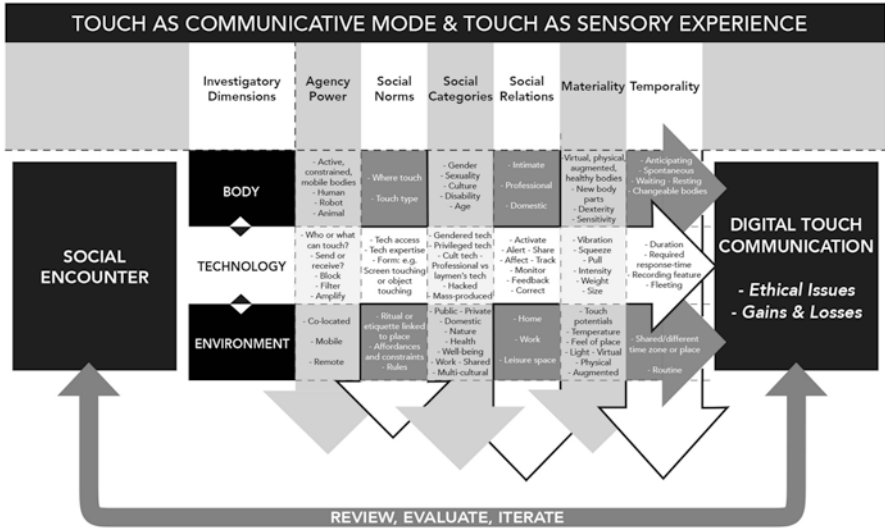 TOUCH AS COMMUNICATIVE MODE & TOUCH AS SENSORY EXPERIENCE
Investigatory
Dimensions
Agency
Power
Social
Norms
Social
Categories
Social
Relations
Materiality
Temporality
SOCIAL
ENCOUNTER
BODY
- Active,
constrained,
mobile bodies
- Human
- Robot
- Animal
- Where touch
- Touch type
- Gender
- Sexuality
- Culture
- Disability
- Age
- Intimate
- Professional
- Domestic
-Virtual, physical,
augmented,
healthy bodies
- New body
parts
- Dexterity
- Sensitivity
- Anticipating
- Spontaneous
- Waiting - Resting
- Changeable bodies
TECHNOLOGY
- Who or what
can touch?
- Send or
receive?
- Block
- Filter
- Amplify
- Tech access
- Tech expertise
- Form: e.g.
Screen touching
or object
touching
- Gendered tech
- Privileged tech
- Cult tech -
Professional vs
laymen's tech
- Hacked
- Mass-produced
- Activate
- Alert - Share
- Affect - Track
- Monitor
- Feedback
- Correct
- Vibration
- Squeeze
- Pull
- Intensity
- Weight
- Size
- Duration
- Required
response-time
- Recording feature
- Fleeting
ENVIRONMENT
- Co-located
- Mobile
- Remote
- Ritual or
etiquette linked
to place
- Affordances
and constraints
- Rules
- Public - Private
- Domestic
- Nature
- Health
- Well-being
- Work - Shared
- Multi-cultural
- Home
- Work
- Leisure space
- Touch
potentials
- Temperature
- Feel of place
- Light - Virtual
- Physical
- Augmented
- Shared/different
time zone or place
- Routine
DIGITAL TOUCH
COMMUNICATION
- Ethical Issues
- Gains & Losses
REVIEW, EVALUATE, ITERATE